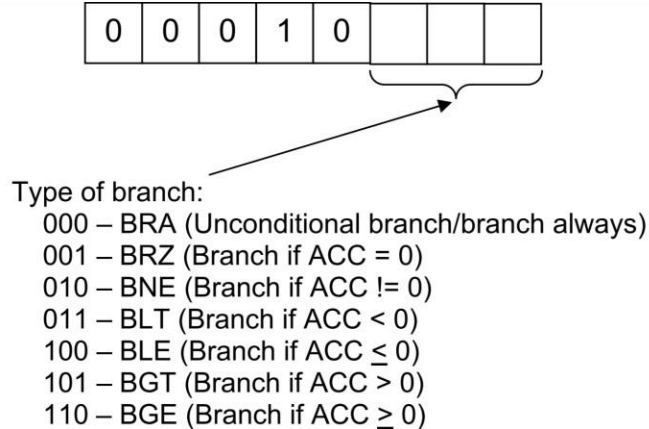 0 0 0 1 0
Type of branch:
000 – BRA (Unconditional branch/branch always)
001 – BRZ (Branch if ACC = 0)
010 – BNE (Branch if ACC != 0)
011 – BLT (Branch if ACC < 0)
100 – BLE (Branch if ACC ≤ 0)
101 – BGT (Branch if ACC > 0)
110 – BGE (Branch if ACC ≥ 0)